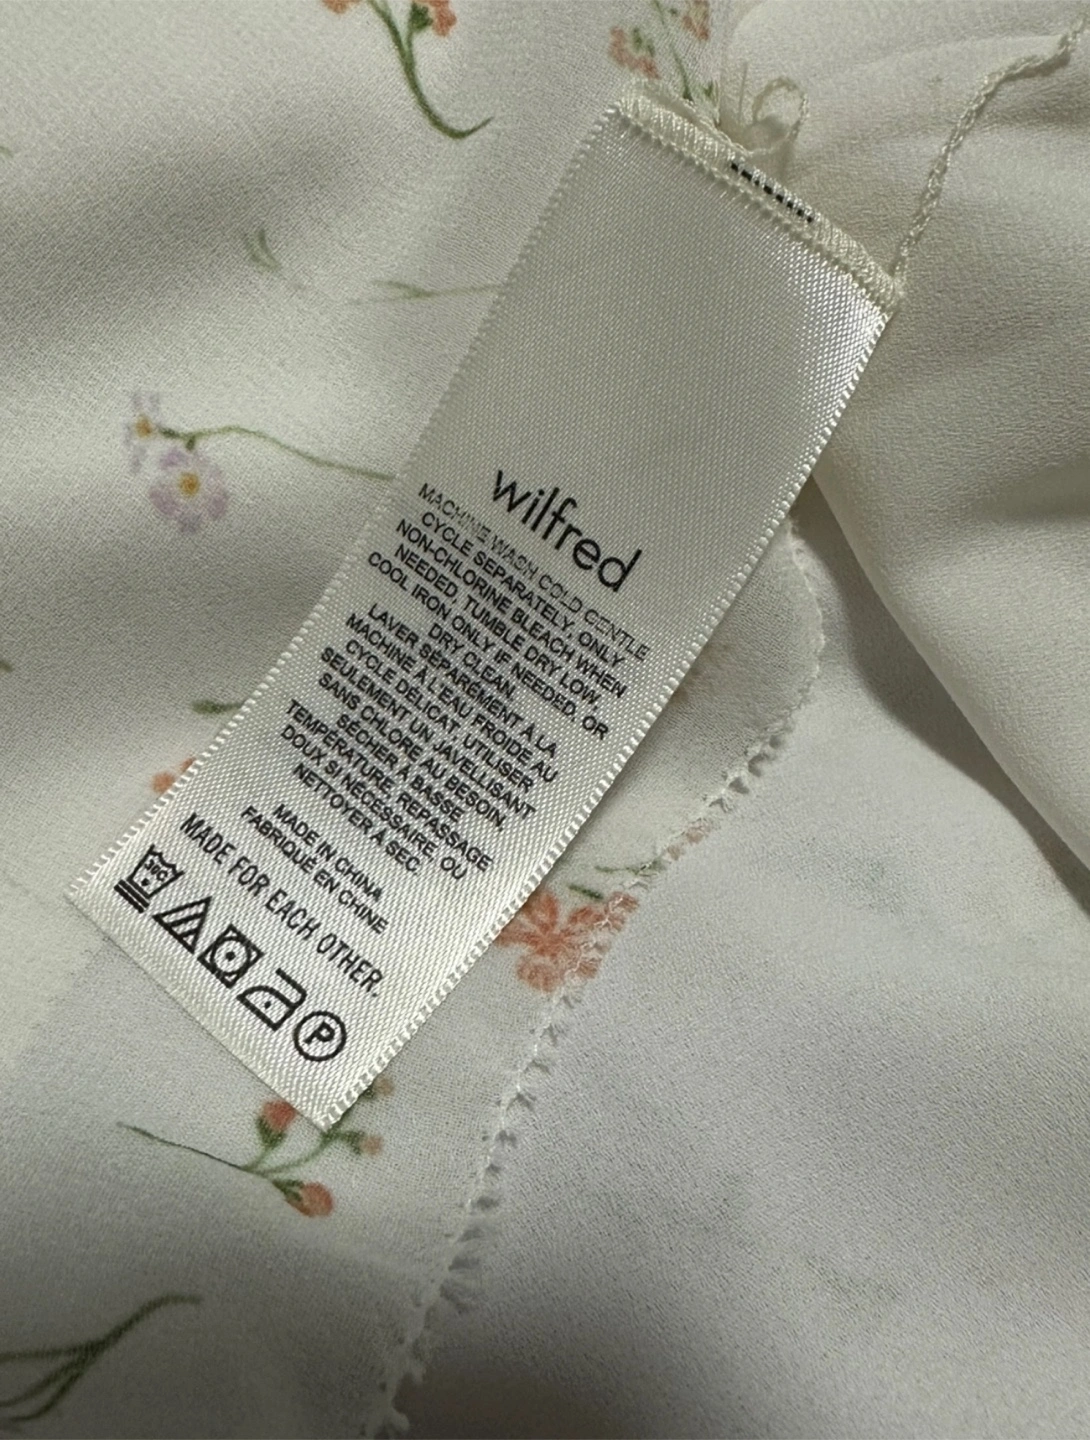 wilfred
MACHINE WASH COLD GENTLE
CYCLE SEPARATELY, ONLY
NON-CHLORINE BLEACH WHEN
NEEDED, TUMBLE DRY LOW,
COOL IRON ONLY IF NEEDED. OR
DRY CLEAN.
LAVER SÉPARÉMENT À LA
MACHINE À L'EAU FROIDE AU
CYCLE DÉLICAT. UTILISER
SEULEMENT UN JAVELLISANT
SANS CHLORE AU BESOIN,
SÉCHER À BASSE
TEMPÉRATURE, REPASSAGE
DOUX SI NÉCESSAIRE. OU
NETTOYER À SEC.
MADE IN CHINA
FABRIQUÉ EN CHINE
MADE FOR EACH OTHER.
30C
P